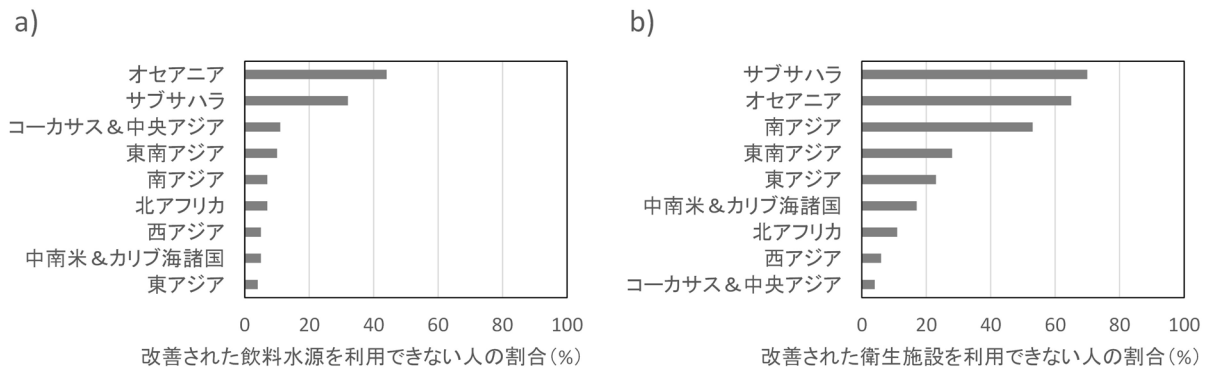 a)
オセアニア
サブサハラ
コーカサス＆中央アジア
東南アジア
南アジア
北アフリカ
西アジア
中南米＆カリブ海諸国
東アジア
0 20 40 60 80 100
改善された飲料水源を利用できない人の割合(%)
b)
サブサハラ
オセアニア
南アジア
東南アジア
東アジア
中南米＆カリブ海諸国
北アフリカ
西アジア
コーカサス＆中央アジア
0 20 40 60 80 100
改善された衛生施設を利用できない人の割合(%)